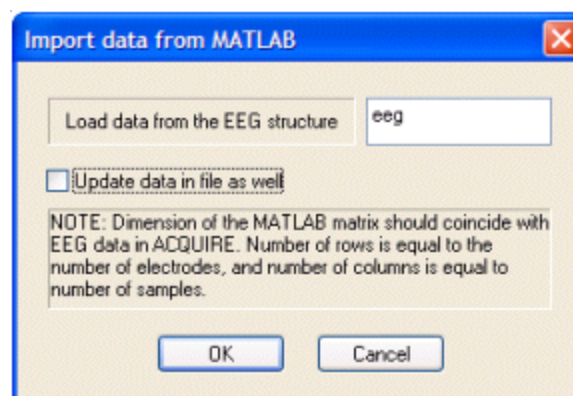 Import data from MATLAB
Load data from the EEG structure
eeg
Update data in file as well
NOTE: Dimension of the MATLAB matrix should coincide with
EEG data in ACQUIRE. Number of rows is equal to the
number of electrodes, and number of columns is equal to
number of samples.
OK
Cancel